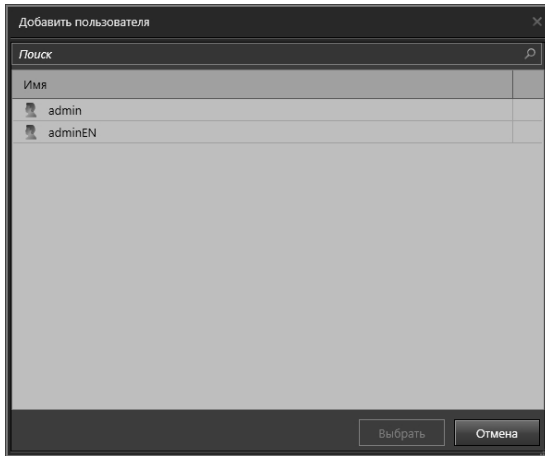 Добавить пользователя
Поиск
Имя
admin
adminEN
Выбрать Отмена